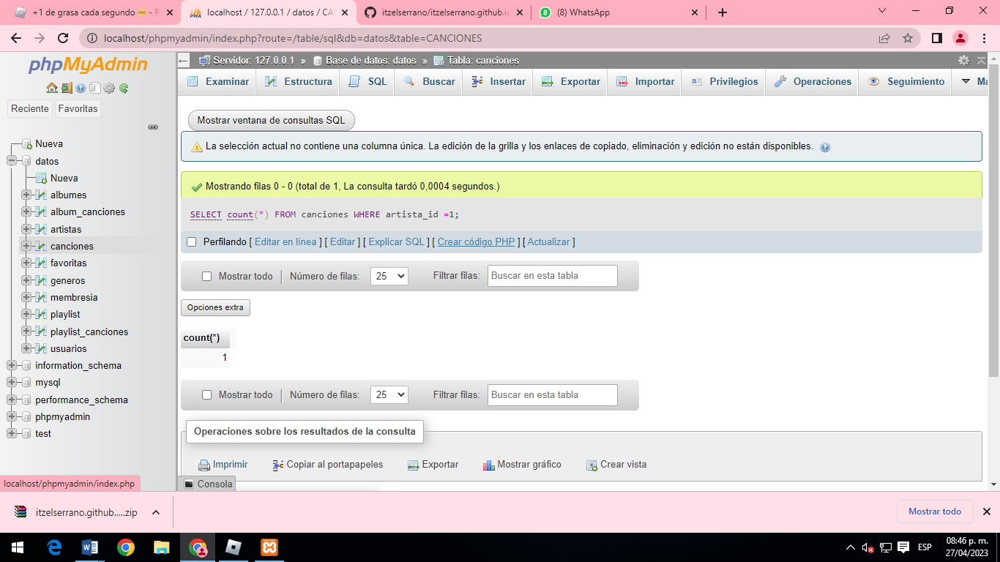 +1 de grasa cada segundo
localhost / 127.0.0.1 / datos / CA
itzelserrano/itzelserrano.github.io
(8) WhatsApp
localhost/phpmyadmin/index.php?route=/table/sql&db=datos&table=CANCIONES
phpMyAdmin
Reciente
Favoritas
Nueva
datos
Nueva
albumes
album_canciones
artistas
canciones
favoritas
generos
membresia
playlist
playlist_canciones
usuarios
information_schema
mysql
performance_schema
phpmyadmin
test
localhost/phpmyadmin/index.php
Servidor: 127.0.0.1 » Base de datos: datos » Tabla: canciones
Examinar Estructura SQL Buscar Insertar Exportar Importar Privilegios Operaciones Seguimiento Má
Mostrar ventana de consultas SQL
La selección actual no contiene una columna única. La edición de la grilla y los enlaces de copiado, eliminación y edición no están disponibles.
Mostrando filas 0 - 0 (total de 1, La consulta tardó 0,0004 segundos.)
SELECT count(*) FROM canciones WHERE artista_id =1;
Perfilando [ Editar en línea ] [ Editar ] [ Explicar SQL ] [ Crear código PHP ] [ Actualizar ]
Mostrar todo | Número de filas: 25 Filtrar filas: Buscar en esta tabla
Opciones extra
count(*)
1
Mostrar todo | Número de filas: 25 Filtrar filas: Buscar en esta tabla
Operaciones sobre los resultados de la consulta
Imprimir Copiar al portapapeles Exportar Mostrar gráfico Crear vista
Consola
itzelserrano.github.....zip
Mostrar todo
ESP
08:46 p. m.
27/04/2023